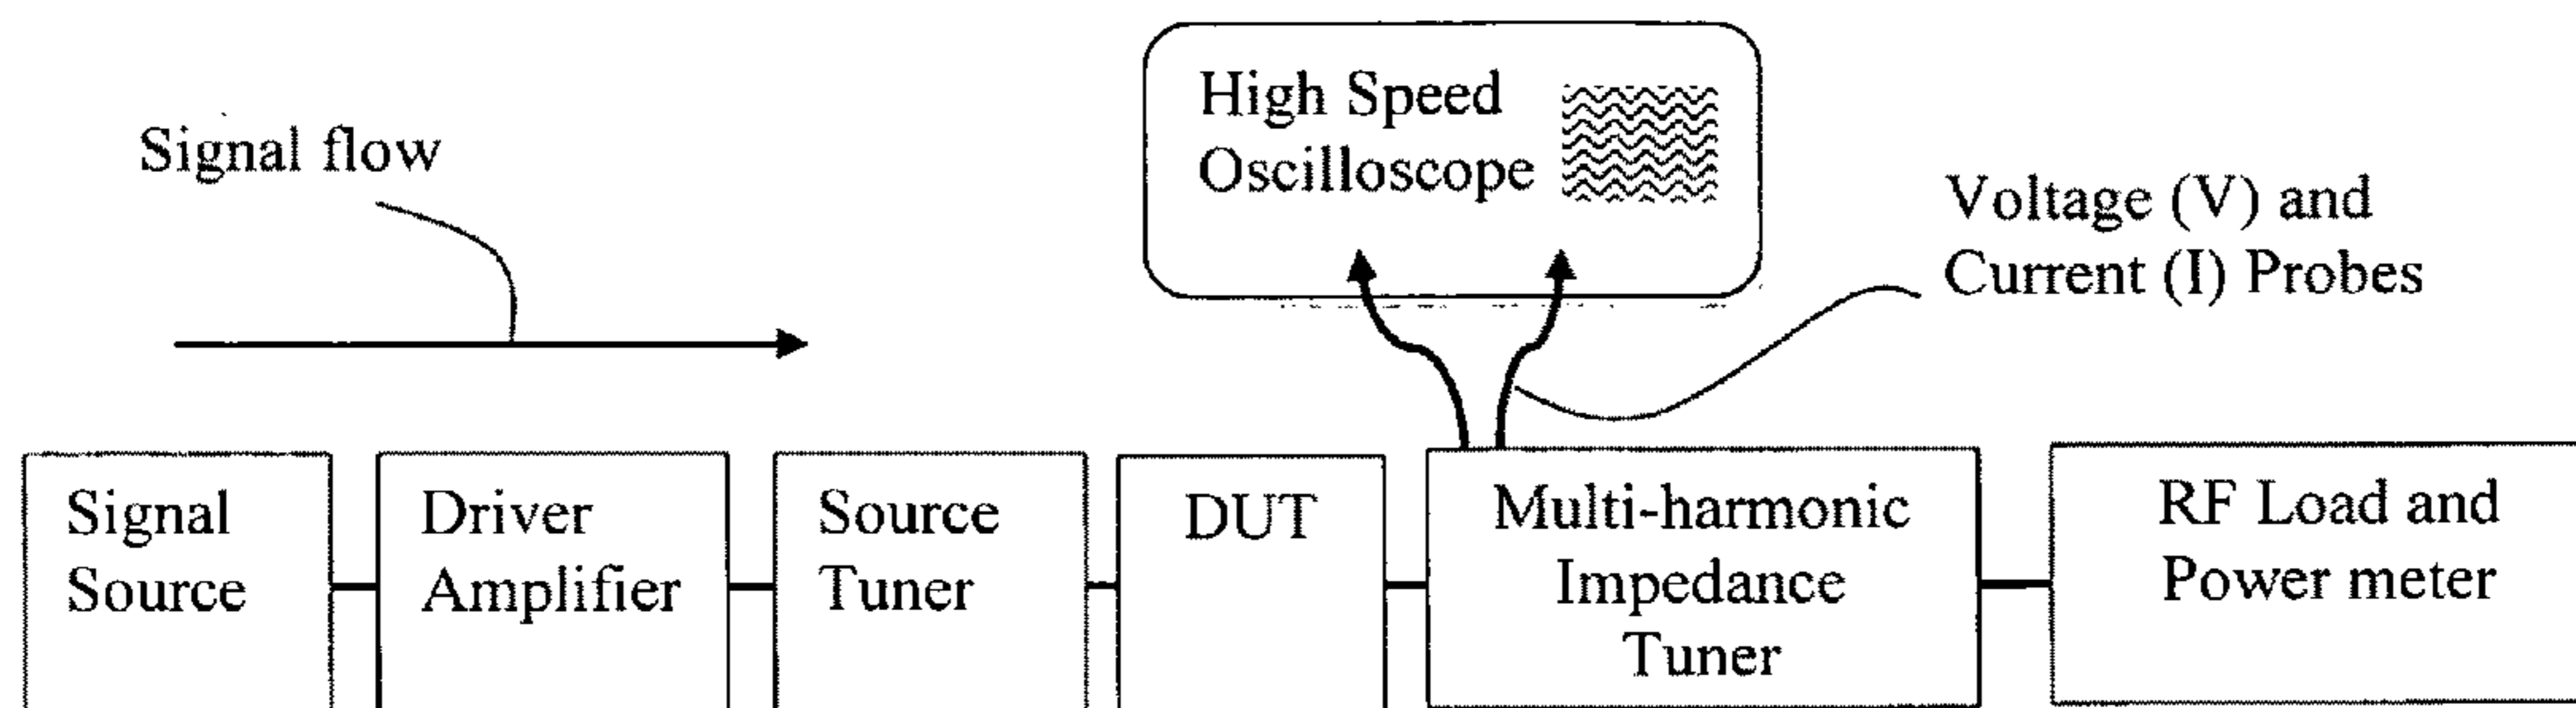 High Speed
Oscilloscope
Signal flow
Voltage (V) and
Current (I) Probes
Signal
Source
Driver
Amplifier
Source
Tuner
DUT
Multi-harmonic
Impedance
Tuner
RF Load and
Power meter